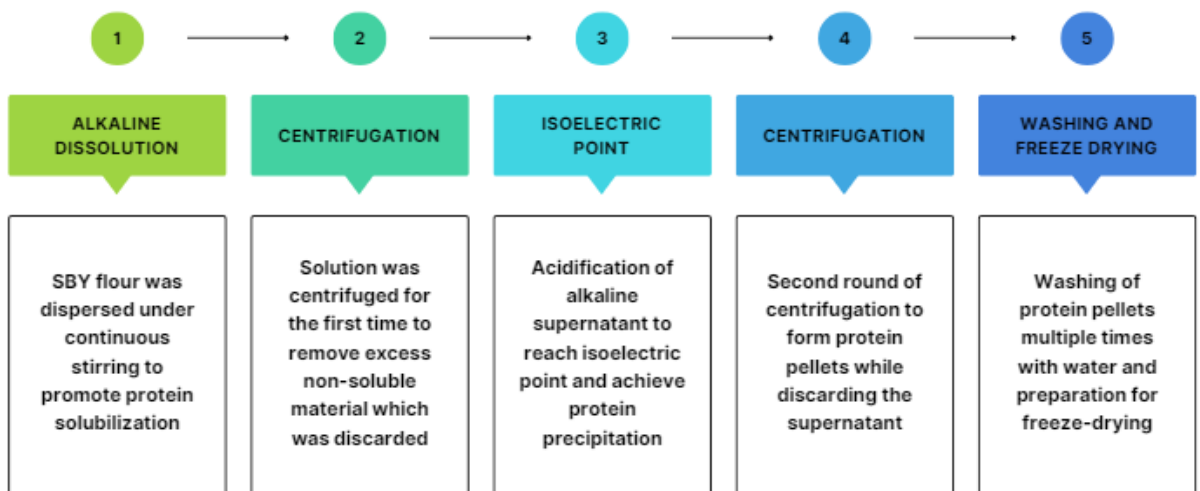 1
2
3
4
5
ALKALINE
DISSOLUTION
CENTRIFUGATION
ISOELECTRIC
POINT
CENTRIFUGATION
WASHING AND
FREEZE DRYING
SBY flour was
dispersed under
continuous
stirring to
promote protein
solubilization
Solution was
centrifuged for
the first time to
remove excess
non-soluble
material which
was discarded
Acidification of
alkaline
supernatant to
reach isoelectric
point and achieve
protein
precipitation
Second round of
centrifugation to
form protein
pellets while
discarding the
supernatant
Washing of
protein pellets
multiple times
with water and
preparation for
freeze-drying